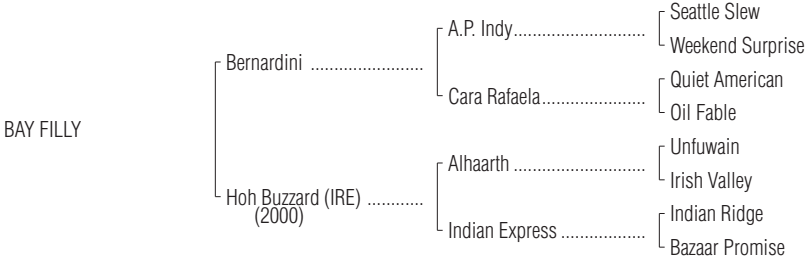 Seattle Slew
A.P. Indy..............................
Weekend Surprise
Bernardini .........................
Quiet American
Cara Rafaela.......................
Oil Fable
BAY FILLY
Unfuwain
Alhaarth .............................
Irish Valley
Hoh Buzzard (IRE) ............
(2000)
Indian Ridge
Indian Express ...................
Bazaar Promise